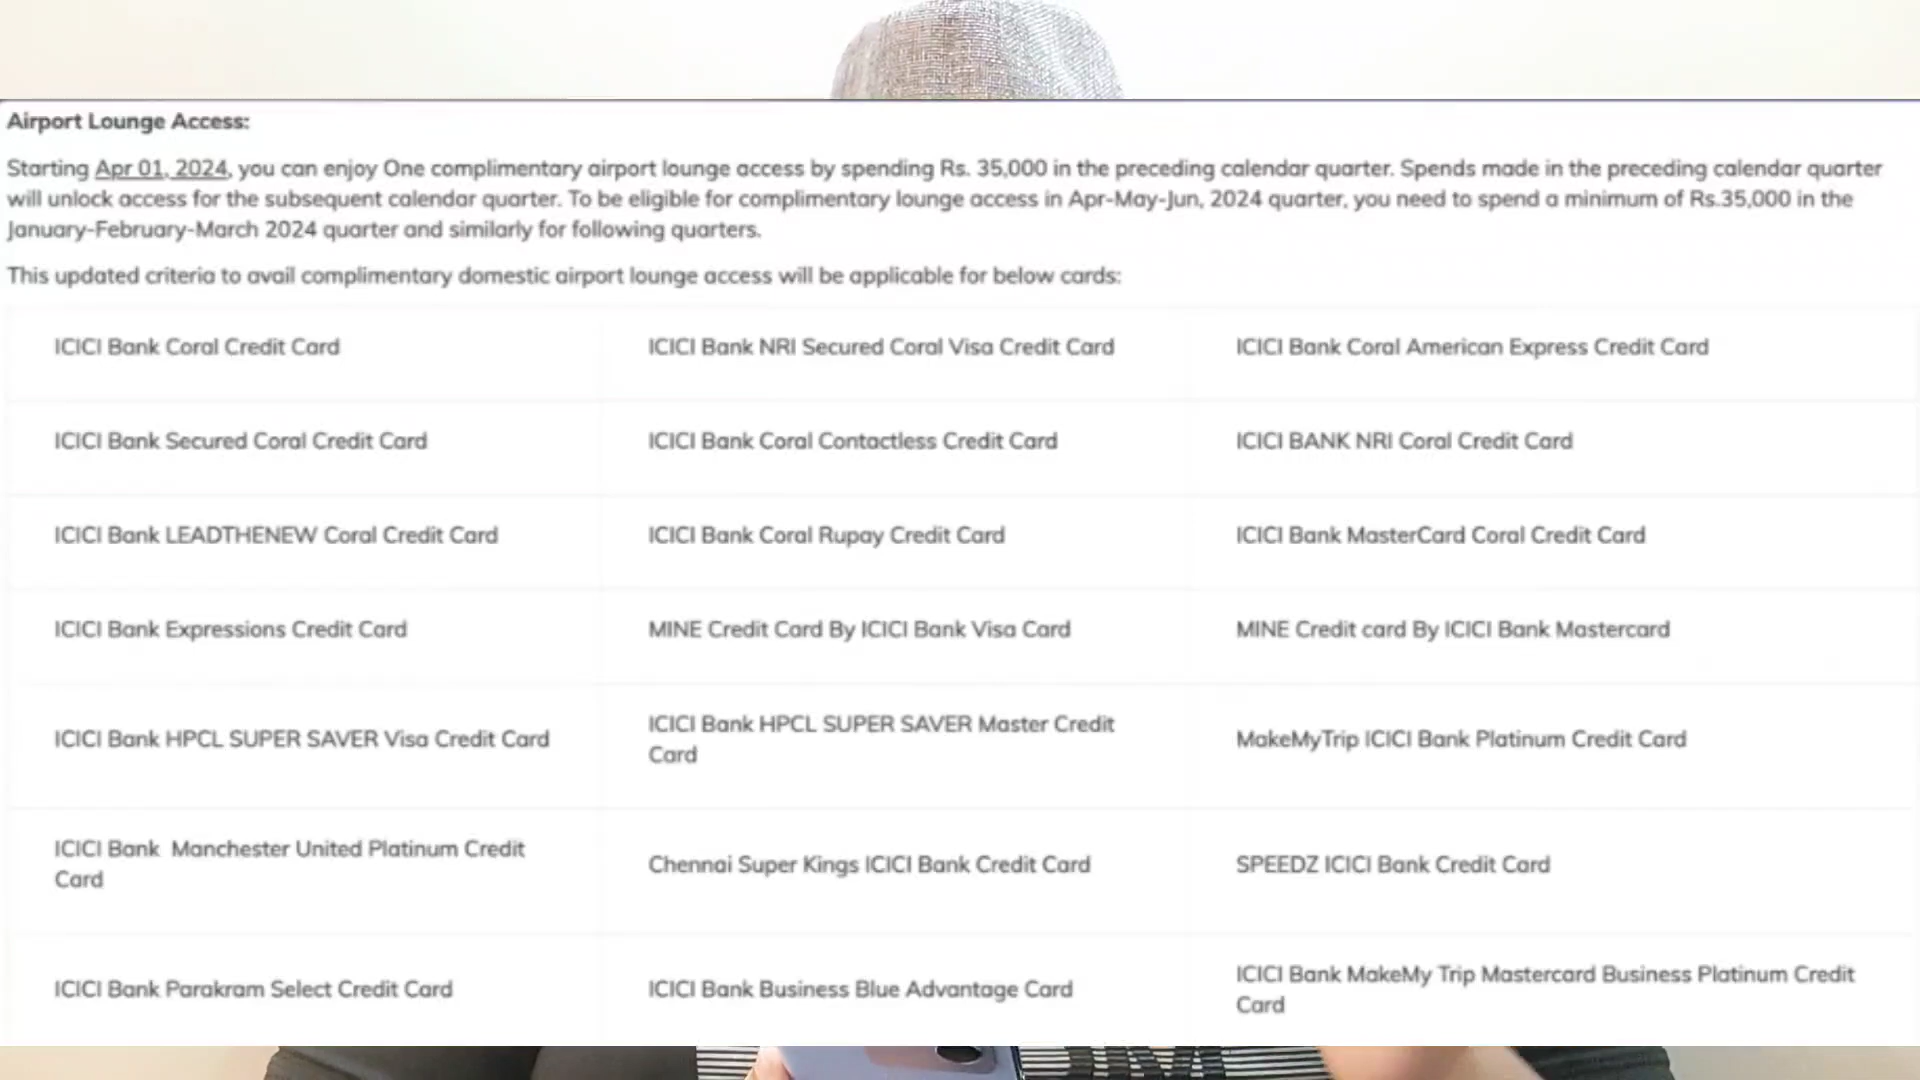 Airport Lounge Access:
Starting Apr 01, 2024, you can enjoy One complimentary airport lounge access by spending Rs. 35,000 in the preceding calendar quarter. Spends made in the preceding calendar quarter
will unlock access for the subsequent calendar quarter. To be eligible for complimentary lounge access in Apr-May-Jun, 2024 quarter, you need to spend a minimum of Rs.35,000 in the
January-February-March 2024 quarter and similarly for following quarters.
This updated criteria to avail complimentary domestic airport lounge access will be applicable for below cards:
ICICI Bank Coral Credit Card
ICICI Bank NRI Secured Coral Visa Credit Card
ICICI Bank Coral American Express Credit Card
ICICI Bank Secured Coral Credit Card
ICICI Bank Coral Contactless Credit Card
ICICI BANK NRI Coral Credit Card
ICICI Bank LEADTHENEW Coral Credit Card
ICICI Bank Coral Rupay Credit Card
ICICI Bank MasterCard Coral Credit Card
ICICI Bank Expressions Credit Card
MINE Credit Card By ICICI Bank Visa Card
MINE Credit card By ICICI Bank Mastercard
ICICI Bank HPCL SUPER SAVER Visa Credit Card
ICICI Bank HPCL SUPER SAVER Master Credit
Card
MakeMyTrip ICICI Bank Platinum Credit Card
ICICI Bank Manchester United Platinum Credit
Card
Chennai Super Kings ICICI Bank Credit Card
SPEEDZ ICICI Bank Credit Card
ICICI Bank Parakram Select Credit Card
ICICI Bank Business Blue Advantage Card
ICICI Bank MakeMy Trip Mastercard Business Platinum Credit
Card